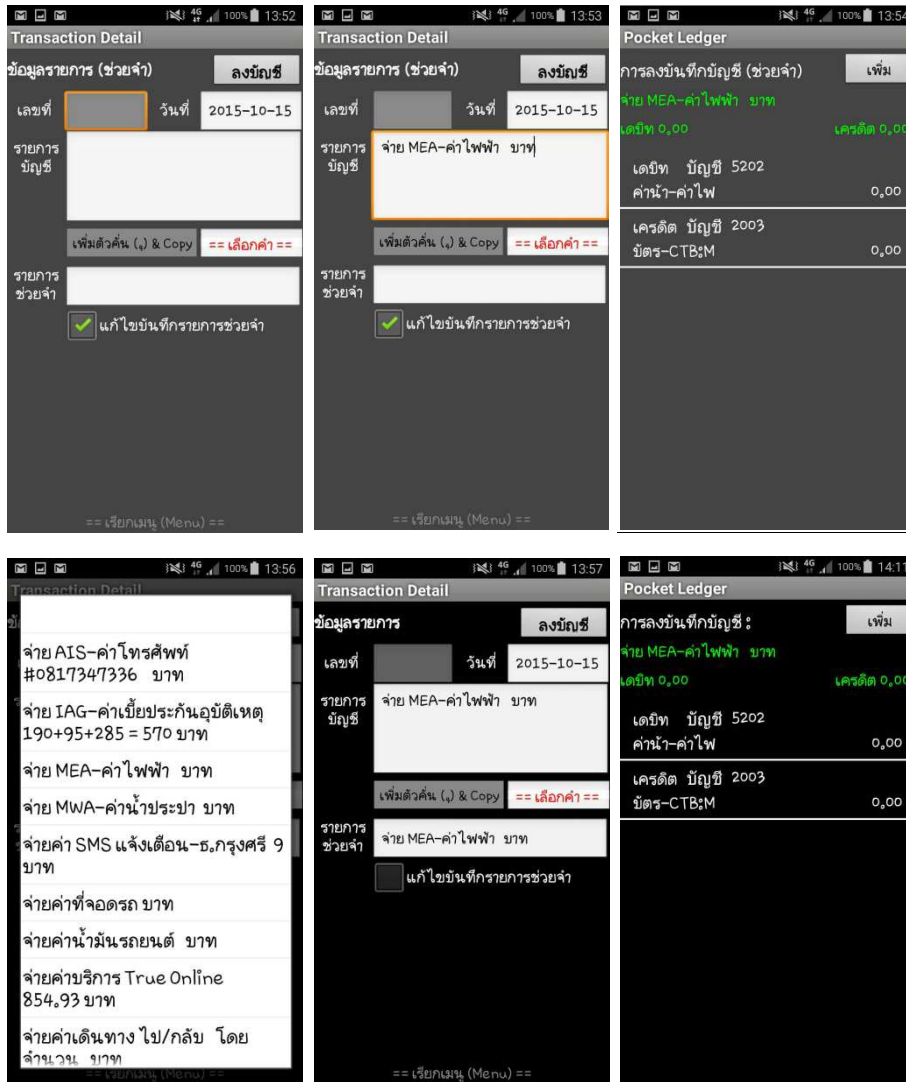 4G 100% 13:52
Transaction Detail
ข้อมูลรายการ (ช่วยจำ) ลงบัญชี
เลขที่ วันที่ 2015-10-15
รายการ
บัญชี
เพิ่มตัวคั่น (,) & Copy == เลือกคำ ==
รายการ
ช่วยจำ
แก้ไขบันทึกรายการช่วยจำ
== เรียกเมนู (Menu) ==
4G 100% 13:53
Transaction Detail
ข้อมูลรายการ (ช่วยจำ) ลงบัญชี
เลขที่ วันที่ 2015-10-15
รายการ
บัญชี
จ่าย MEA-ค่าไฟฟ้า บาท
เพิ่มตัวคั่น (,) & Copy == เลือกคำ ==
รายการ
ช่วยจำ
แก้ไขบันทึกรายการช่วยจำ
== เรียกเมนู (Menu) ==
4G 100% 13:54
Pocket Ledger
การลงบันทึกบัญชี (ช่วยจำ) เพิ่ม
จ่าย MEA-ค่าไฟฟ้า บาท
เดบิท 0.00 เครดิต 0.00
เดบิท บัญชี 5202
ค่าน้ำ-ค่าไฟ 0.00
เครดิต บัญชี 2003
บัตร-CTB:M 0.00
4G 100% 13:56
Transaction Detail
จ่าย AIS-ค่าโทรศัพท์
#0817347336 บาท
จ่าย IAG-ค่าเบี้ยประกันอุบัติเหตุ
190+95+285 = 570 บาท
จ่าย MEA-ค่าไฟฟ้า บาท
จ่าย MWA-ค่าน้ำประปา บาท
จ่ายค่า SMS แจ้งเตือน-ธ.กรุงศรี 9
บาท
จ่ายค่าที่จอดรถ บาท
จ่ายค่าน้ำมันรถยนต์ บาท
จ่ายค่าบริการ True Online
854.93 บาท
จ่ายค่าเดินทาง ไป/กลับ โดย
จำนวน บาท
== เรียกเมนู (Menu) ==
4G 100% 13:57
Transaction Detail
ข้อมูลรายการ ลงบัญชี
เลขที่ วันที่ 2015-10-15
รายการ
บัญชี
จ่าย MEA-ค่าไฟฟ้า บาท
เพิ่มตัวคั่น (,) & Copy == เลือกคำ ==
รายการ
ช่วยจำ
จ่าย MEA-ค่าไฟฟ้า บาท
แก้ไขบันทึกรายการช่วยจำ
== เรียกเมนู (Menu) ==
4G 100% 14:11
Pocket Ledger
การลงบันทึกบัญชี : เพิ่ม
จ่าย MEA-ค่าไฟฟ้า บาท
เดบิท 0.00 เครดิต 0.00
เดบิท บัญชี 5202
ค่าน้ำ-ค่าไฟ 0.00
เครดิต บัญชี 2003
บัตร-CTB:M 0.00